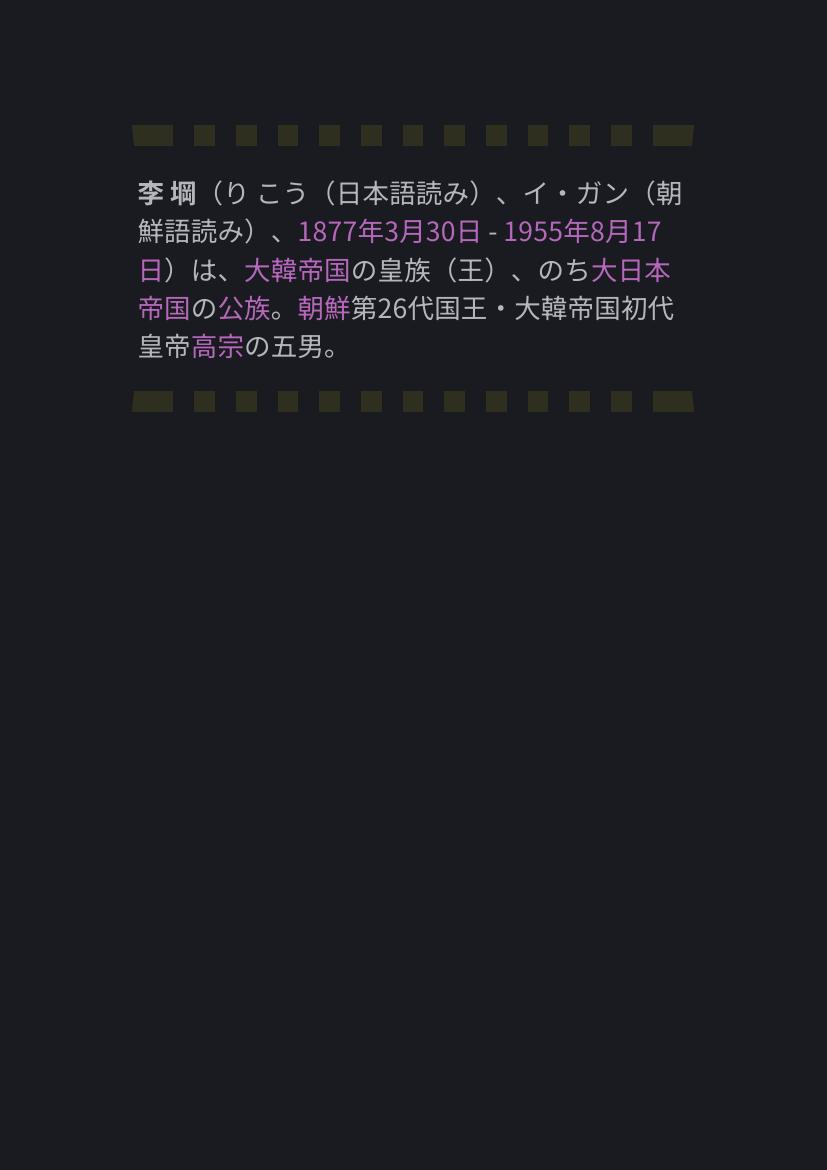 李 堈（り こう（日本語読み）、イ・ガン（朝
鮮語読み）、1877年3月30日 - 1955年8月17
日）は、大韓帝国の皇族（王）、のち大日本
帝国の公族。朝鮮第26代国王・大韓帝国初代
皇帝高宗の五男。